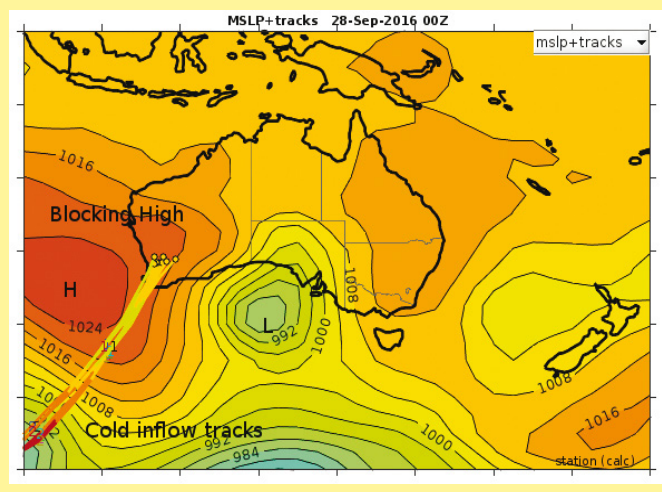 MSLP+tracks 28-Sep-2016 00Z
mslp+tracks
1016
Blocking High
H
1008
L
1024
992
1000
1016
1008
1008
Cold inflow tracks
1016
1000
992
984
station (calc)